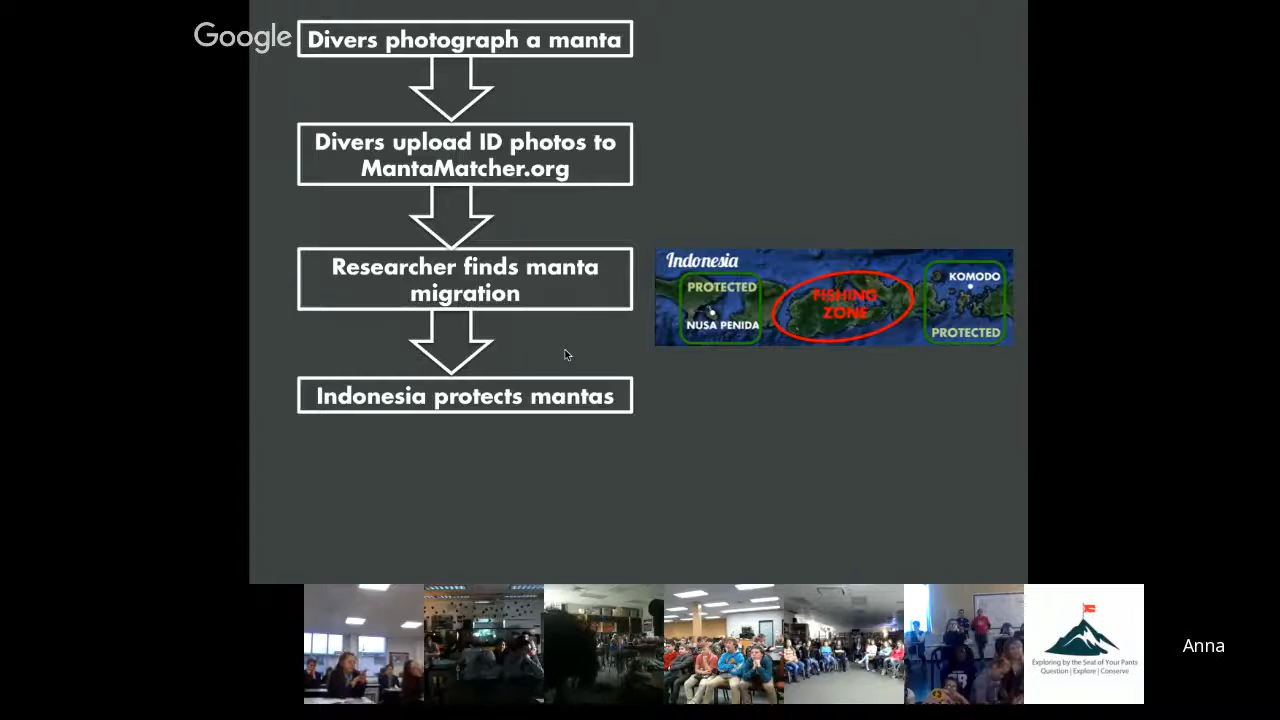 Google
Divers photograph a manta
Divers upload ID photos to
MantaMatcher.org
Researcher finds manta
migration
Indonesia
PROTECTED
NUSA PENIDA
FISHING
ZONE
KOMODO
PROTECTED
Indonesia protects mantas
Exploring by the Seat of Your Pants
Question | Explore | Conserve
Anna